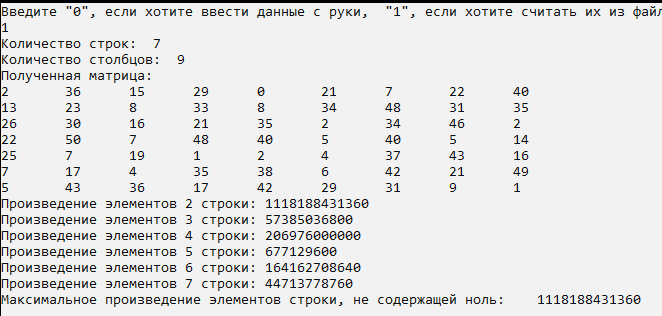 Введите "0", если хотите ввести данные с руки,  "1", если хотите считать их из
1
Количество строк:  7
Количество столбцов:  9
Полученная матрица:
2 36 15 29 0 21 7 22 40
13 23 8 33 8 34 48 31 35
26 30 16 21 35 2 34 46 2
22 50 7 48 40 5 40 5 14
25 7 19 1 2 4 37 43 16
7 17 4 35 38 6 42 21 49
5 43 36 17 42 29 31 9 1
Произведение элементов 2 строки: 1118188431360
Произведение элементов 3 строки: 57385036800
Произведение элементов 4 строки: 206976000000
Произведение элементов 5 строки: 677129600
Произведение элементов 6 строки: 164162708640
Произведение элементов 7 строки: 44713778760
Максимальное произведение элементов строки, не содержащей ноль:    1118188431360